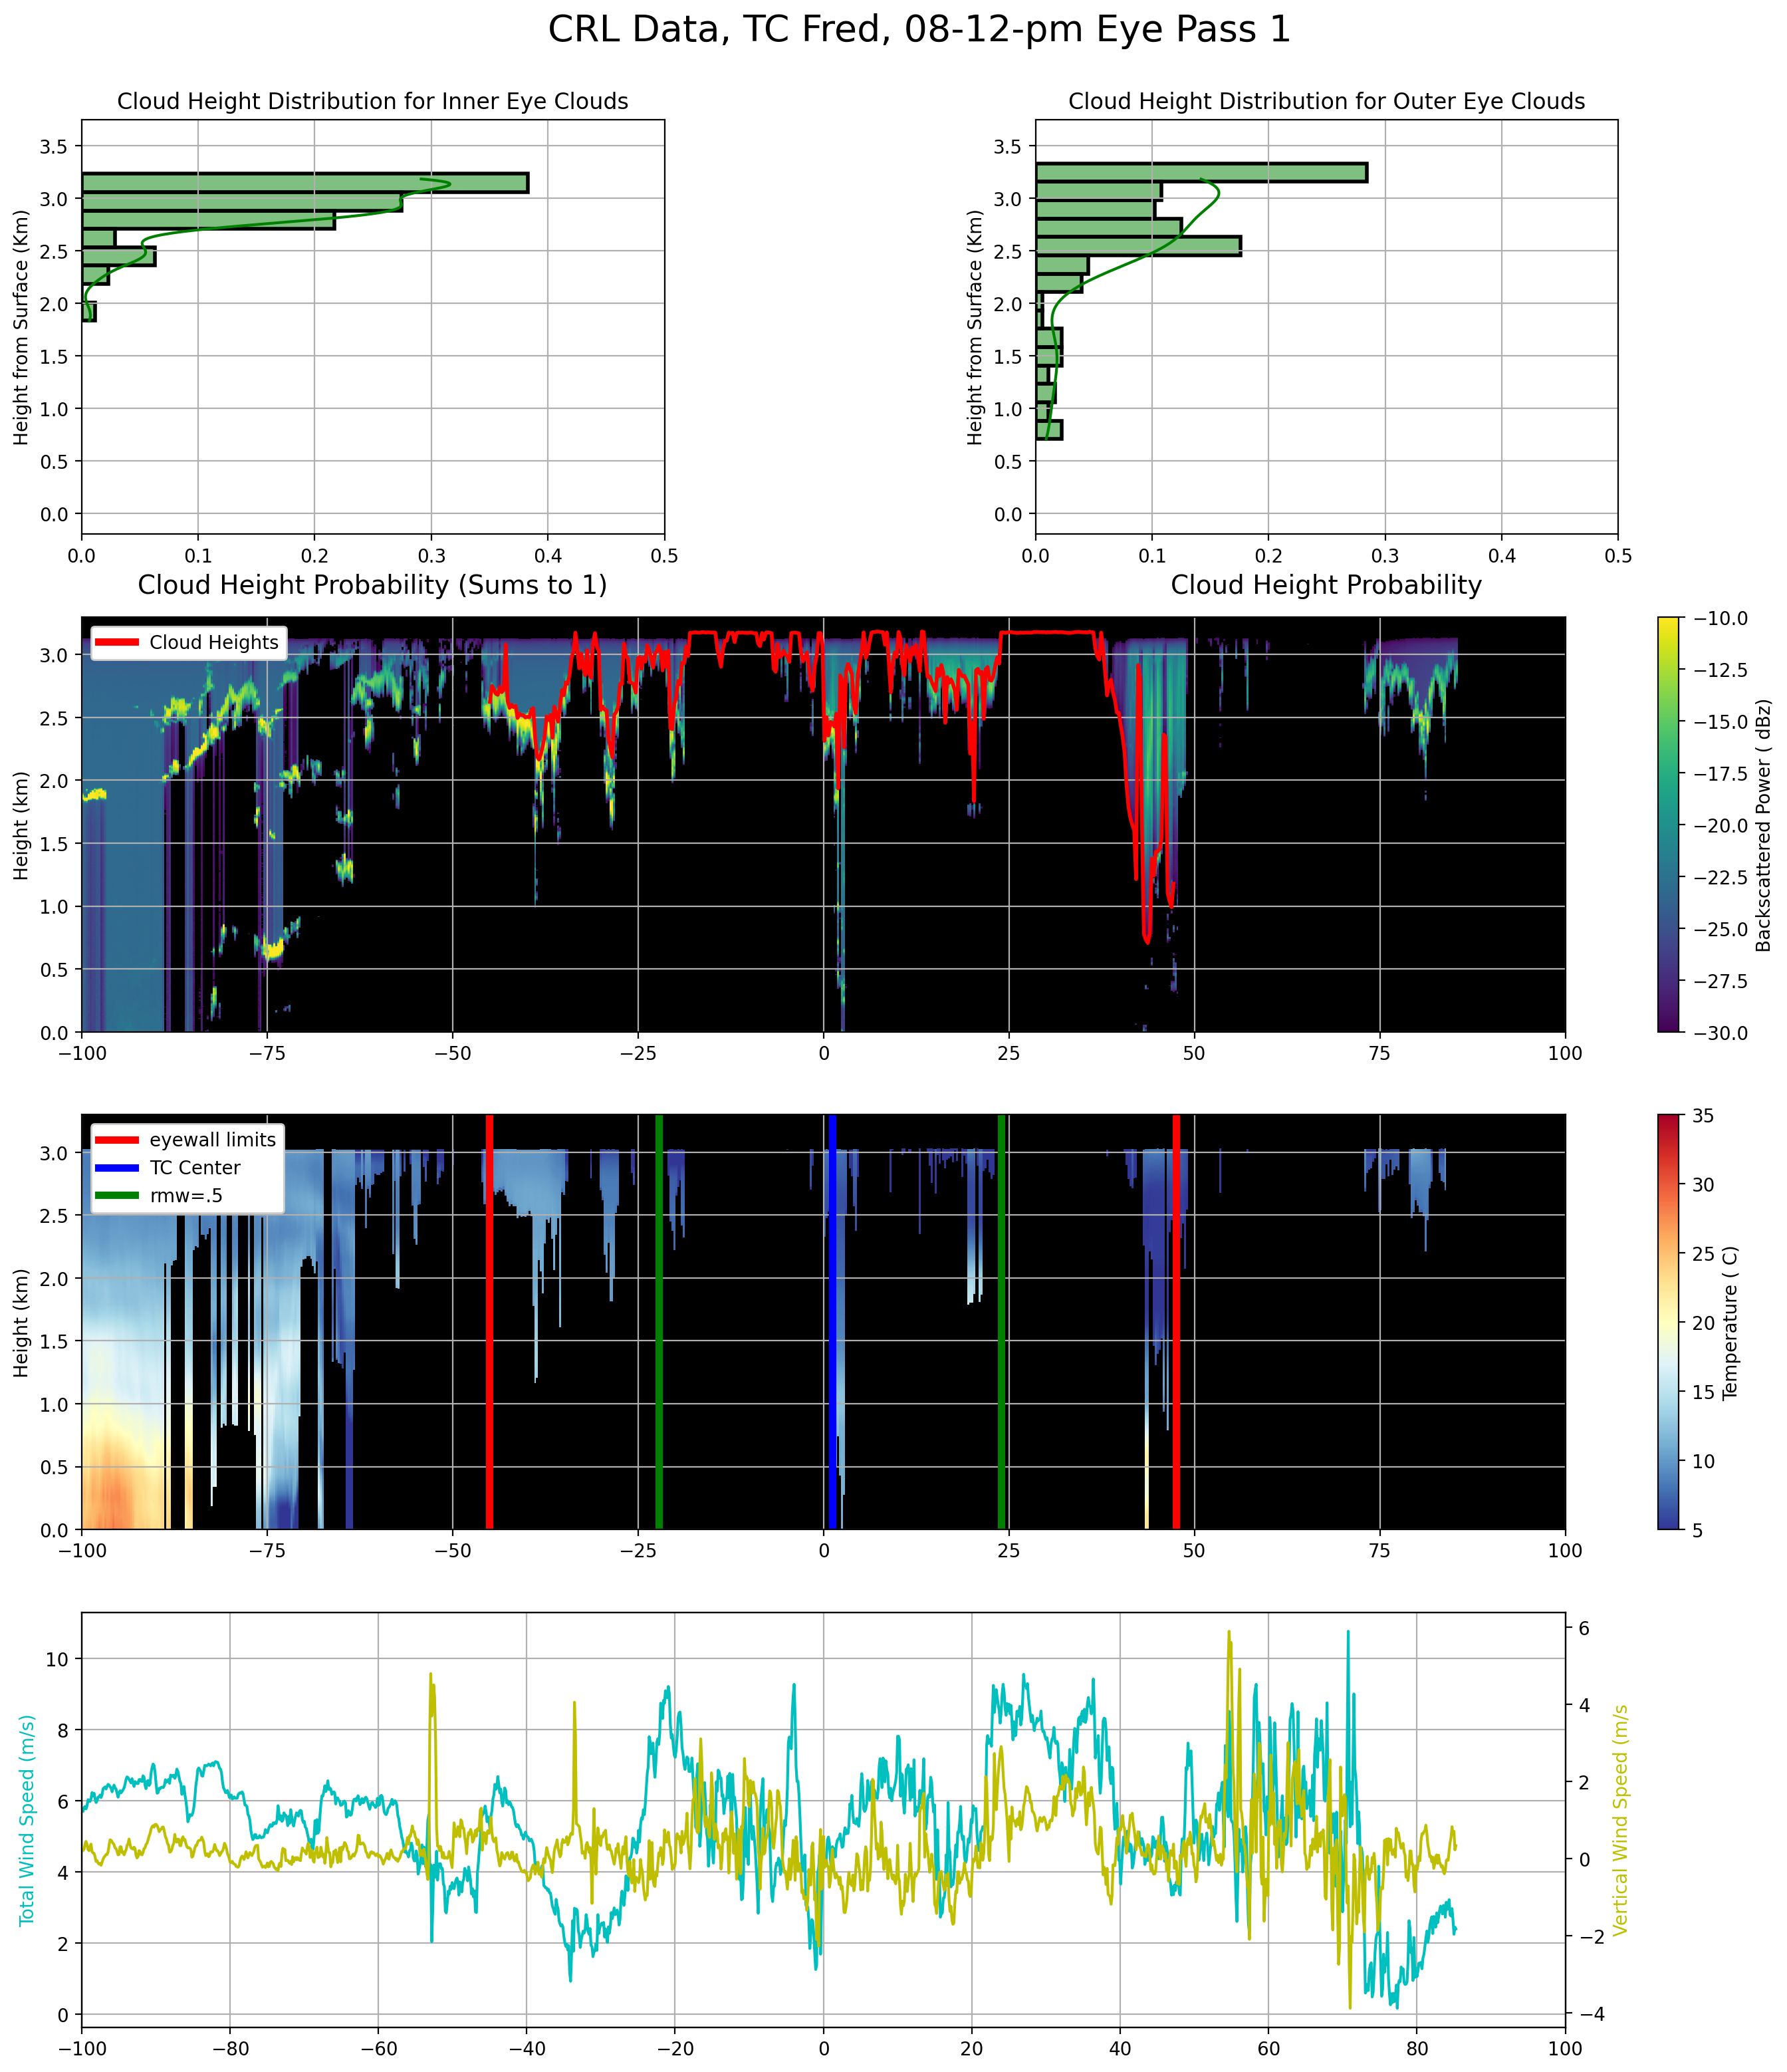 CRL Data, TC Fred, 08-12-pm Eye Pass 1
Cloud Height Distribution for Inner Eye Clouds
Height from Surface (Km)
3.5
3.0
2.5
2.0
1.5
1.0
0.5
0.0
0.0 0.1 0.2 0.3 0.4 0.5
Cloud Height Probability (Sums to 1)
Cloud Height Distribution for Outer Eye Clouds
Height from Surface (Km)
3.5
3.0
2.5
2.0
1.5
1.0
0.5
0.0
0.0 0.1 0.2 0.3 0.4 0.5
Cloud Height Probability
Cloud Heights
Height (km)
3.0
2.5
2.0
1.5
1.0
0.5
0.0
−100 −75 −50 −25 0 25 50 75 100
−10.0
−12.5
−15.0
−17.5
−20.0
−22.5
−25.0
−27.5
−30.0
Backscattered Power ( dBz)
eyewall limits
TC Center
rmw=.5
Height (km)
3.0
2.5
2.0
1.5
1.0
0.5
0.0
−100 −75 −50 −25 0 25 50 75 100
35
30
25
20
15
10
5
Temperature ( C)
Total Wind Speed (m/s)
10
8
6
4
2
0
−100 −80 −60 −40 −20 0 20 40 60 80 100
6
4
2
0
−2
−4
Vertical Wind Speed (m/s